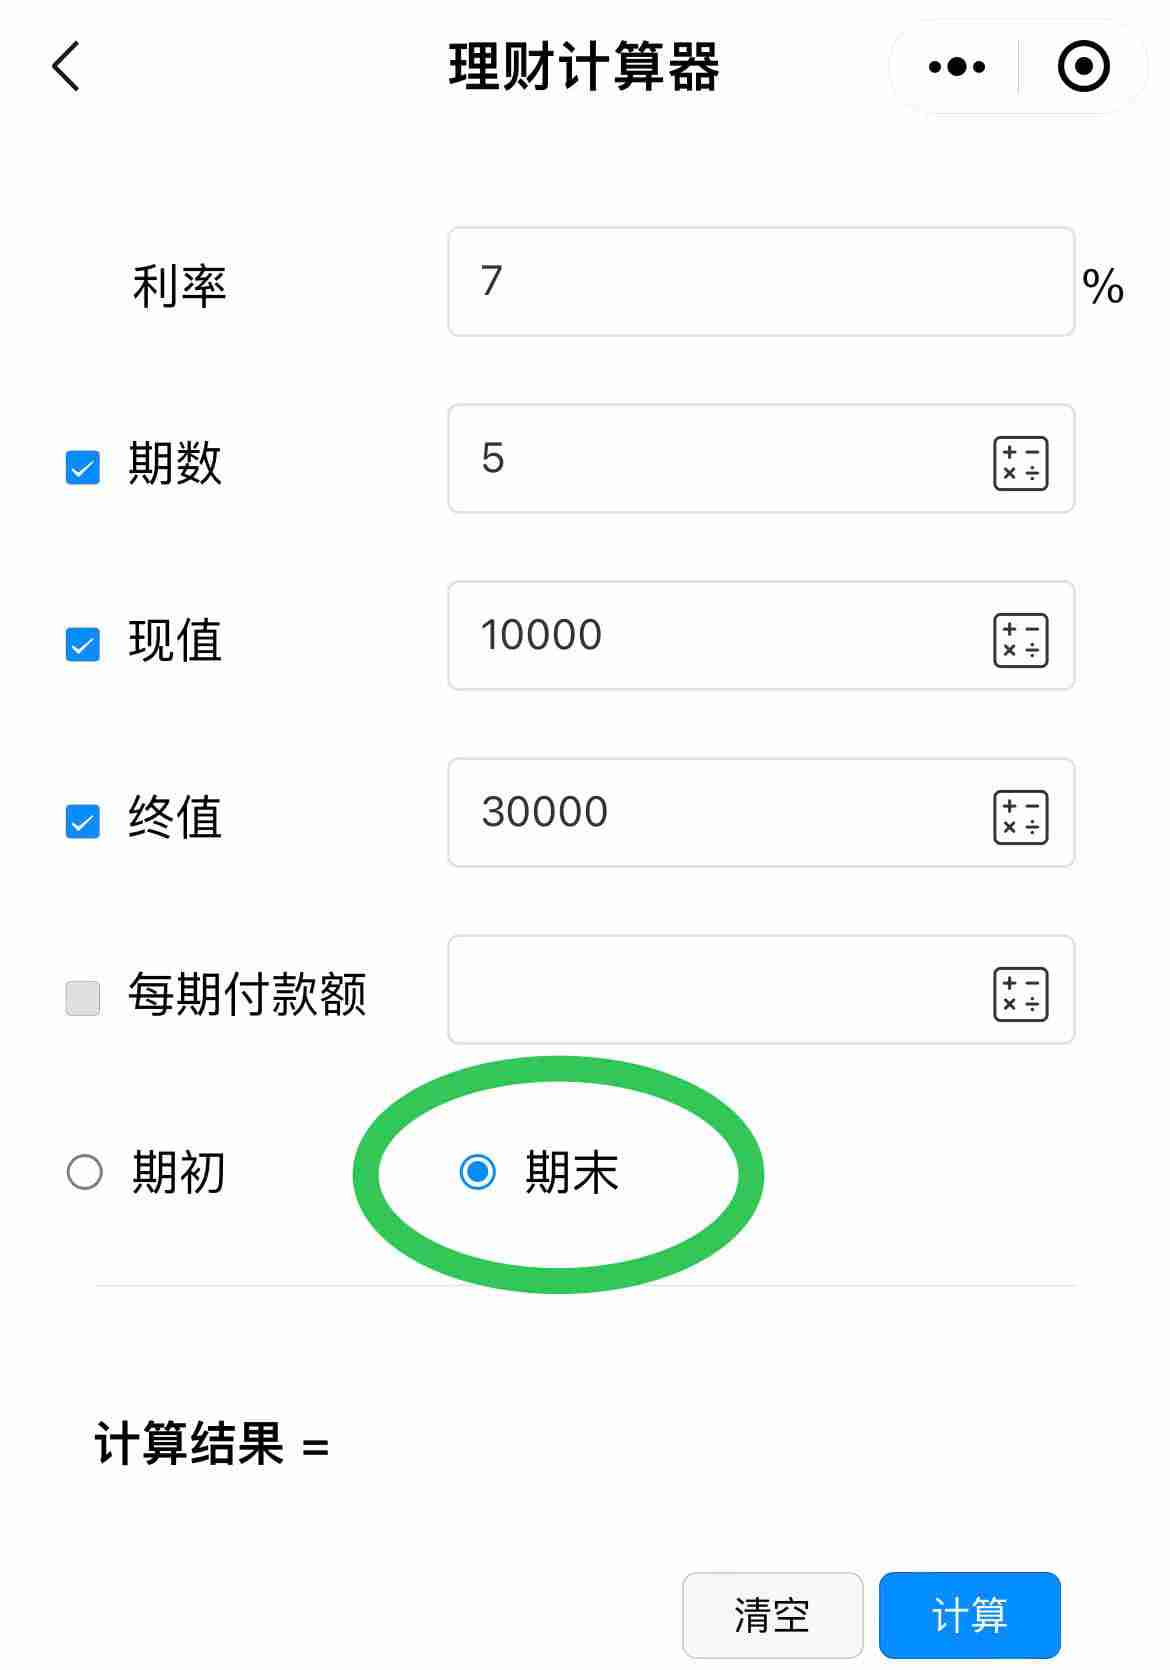 理财计算器
利率 7 %
期数 5
现值 10000
终值 30000
每期付款额
期初 期末
计算结果 =
清空 计算